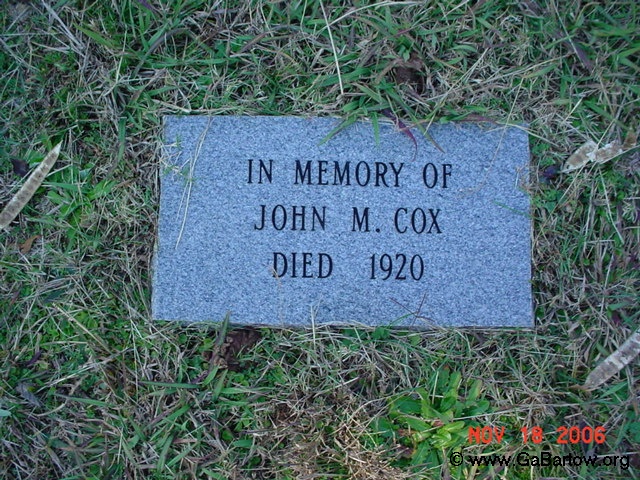 IN MEMORY OF
JOHN M. COX
DIED 1920
NOV 18 2006
© www.GaBartow.org